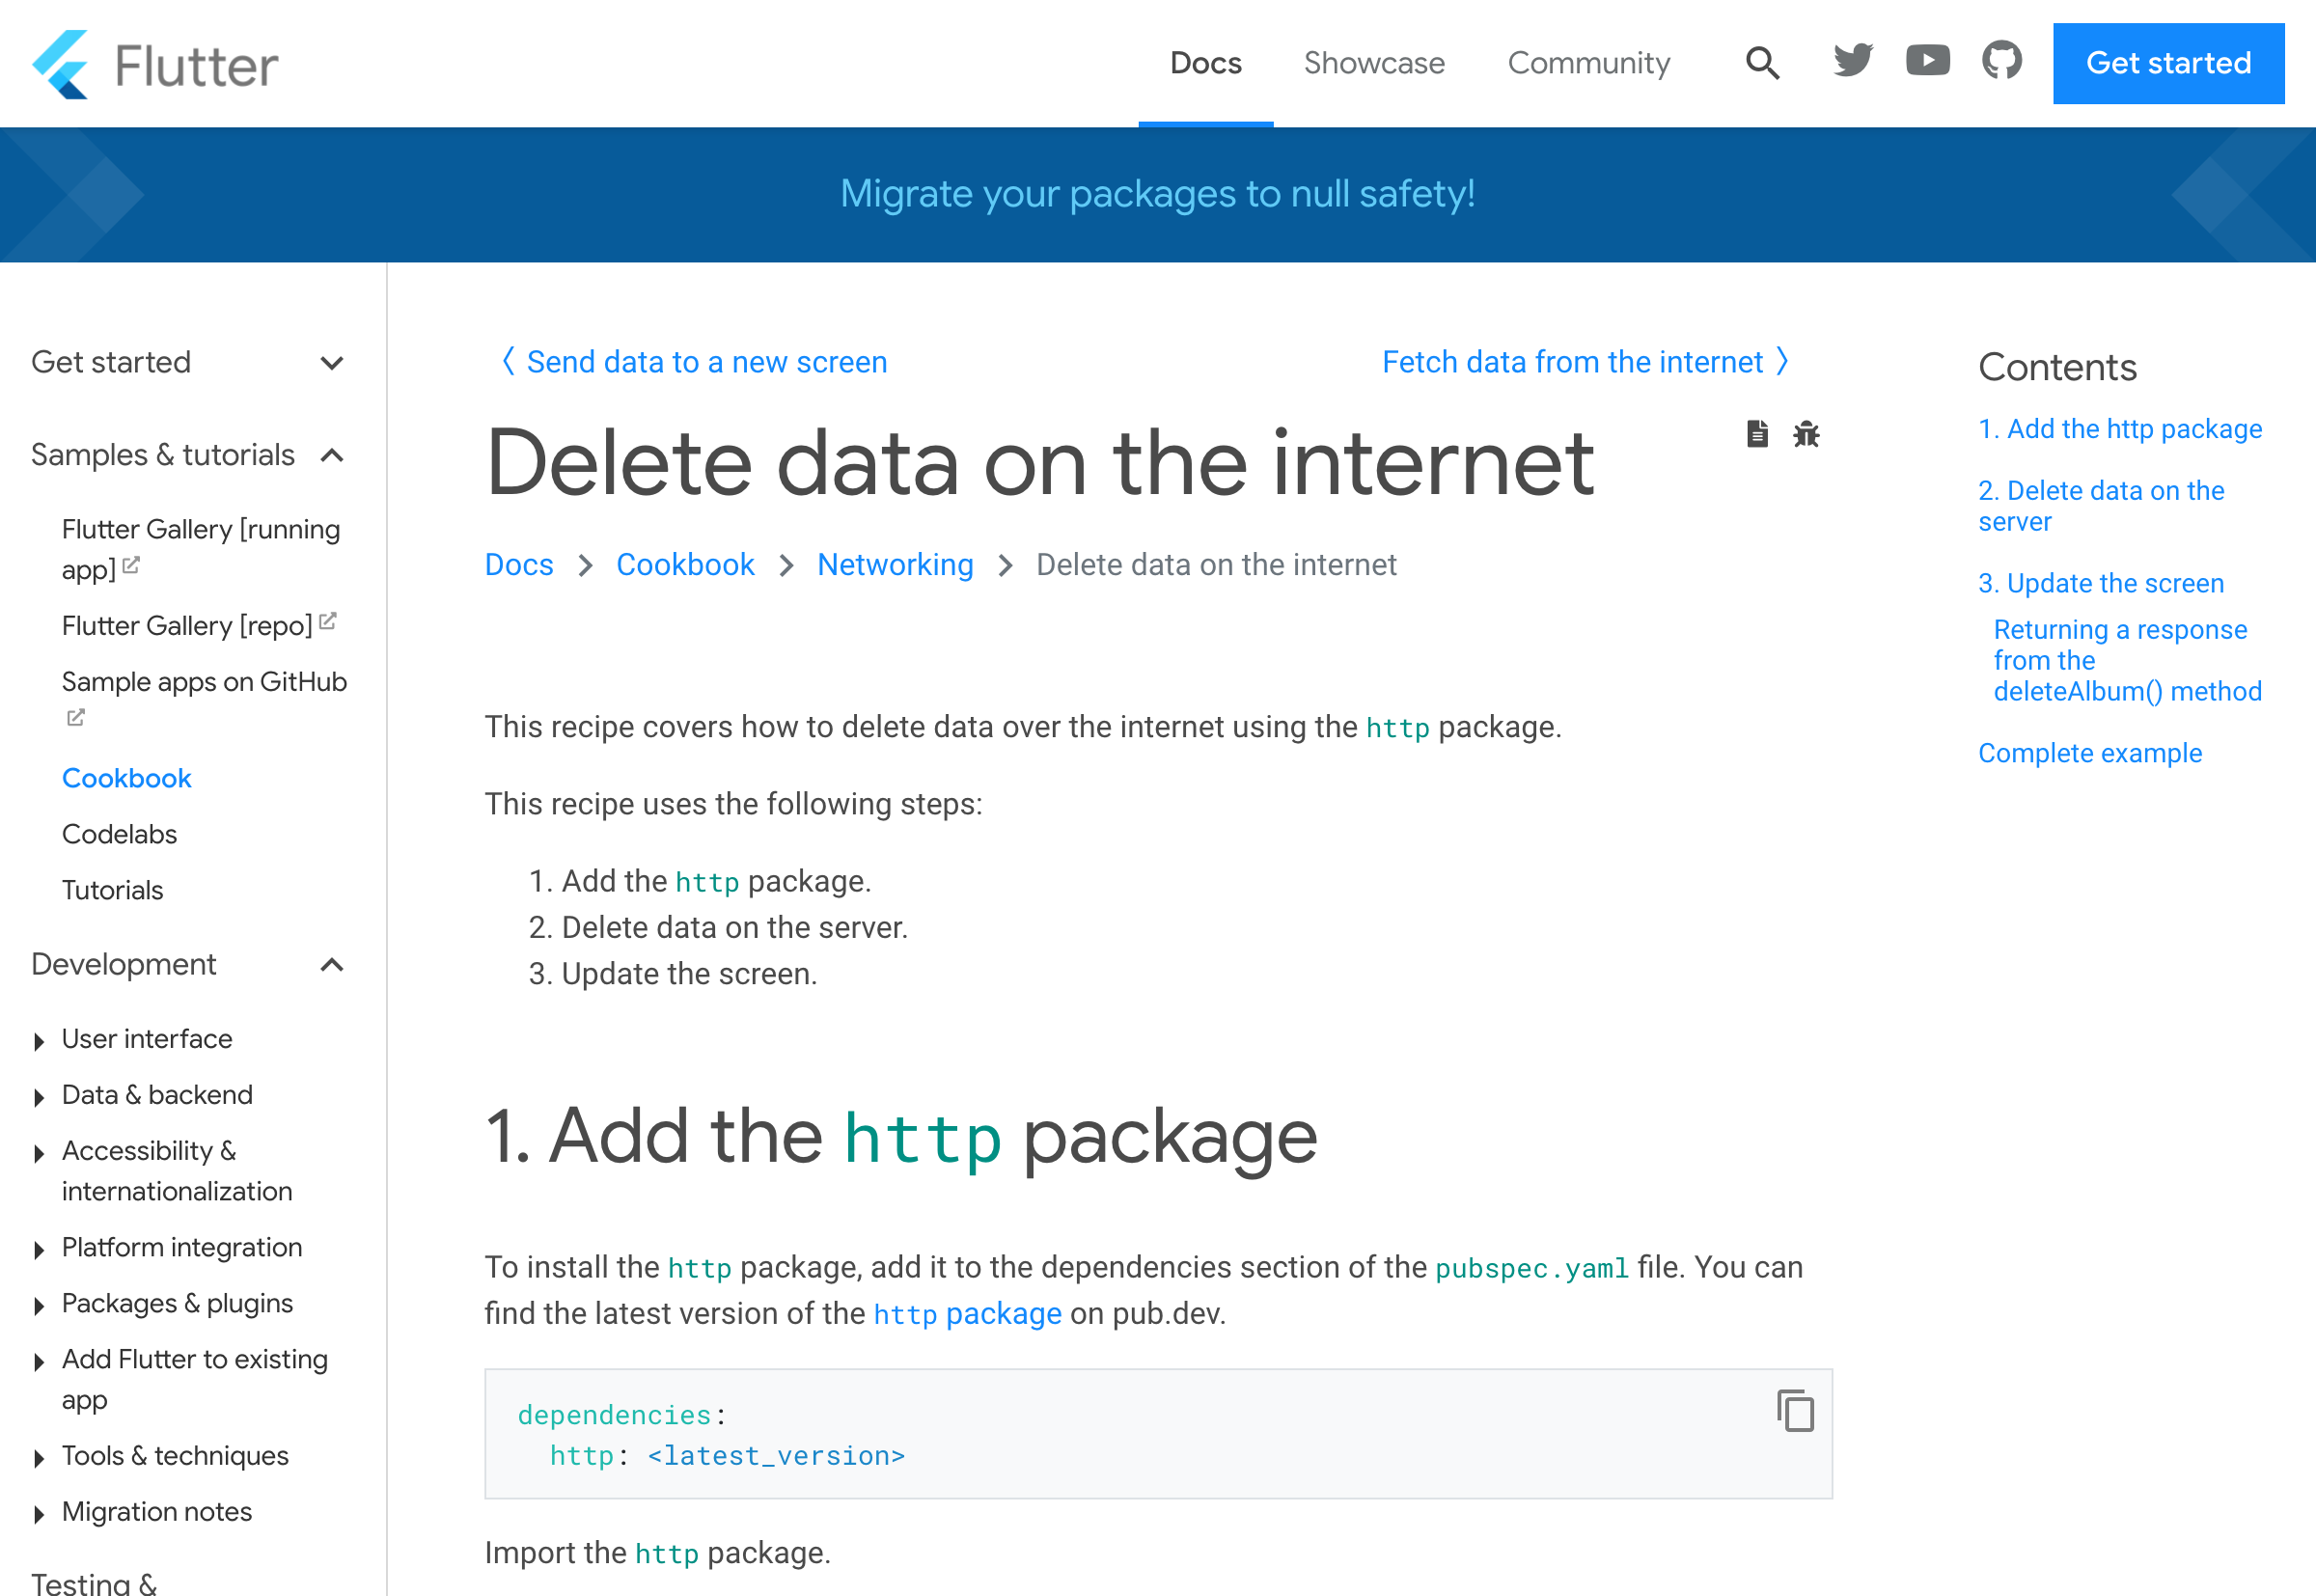 Flutter
Docs
Showcase
Community
Get started
Migrate your packages to null safety!
Get started
Samples & tutorials
Flutter Gallery [running
app]
Flutter Gallery [repo]
Sample apps on GitHub
Cookbook
Codelabs
Tutorials
Development
User interface
Data & backend
Accessibility &
internationalization
Platform integration
Packages & plugins
Add Flutter to existing
app
Tools & techniques
Migration notes
Testing &
〈 Send data to a new screen
Fetch data from the internet 〉
Delete data on the internet
Docs
Cookbook
Networking
Delete data on the internet
This recipe covers how to delete data over the internet using the http package.
This recipe uses the following steps:
1. Add the http package.
2. Delete data on the server.
3. Update the screen.
1. Add the http package
To install the http package, add it to the dependencies section of the pubspec.yaml file. You can
find the latest version of the http package on pub.dev.
dependencies:
  http: <latest_version>
Import the http package.
Contents
1. Add the http package
2. Delete data on the
server
3. Update the screen
Returning a response
from the
deleteAlbum() method
Complete example